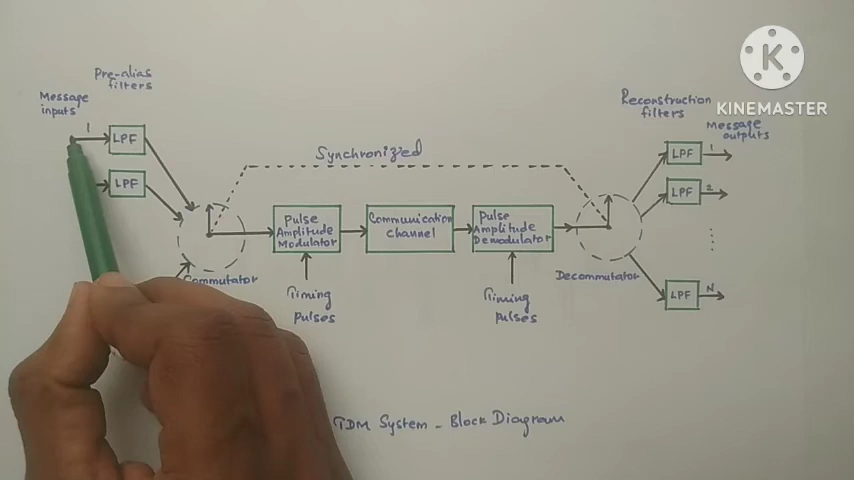 Pre-alias
filters
Message
inputs
1
LPF
LPF
Commutator
Synchronized
Pulse
Amplitude
Modulator
Communication
channel
Pulse
Amplitude
Demodulator
Timing
pulses
Timing
pulses
Decommutator
Reconstruction
filters
Message
outputs
LPF
1
LPF
2
LPF
N
TDM System - Block Diagram
K
KINEMASTER